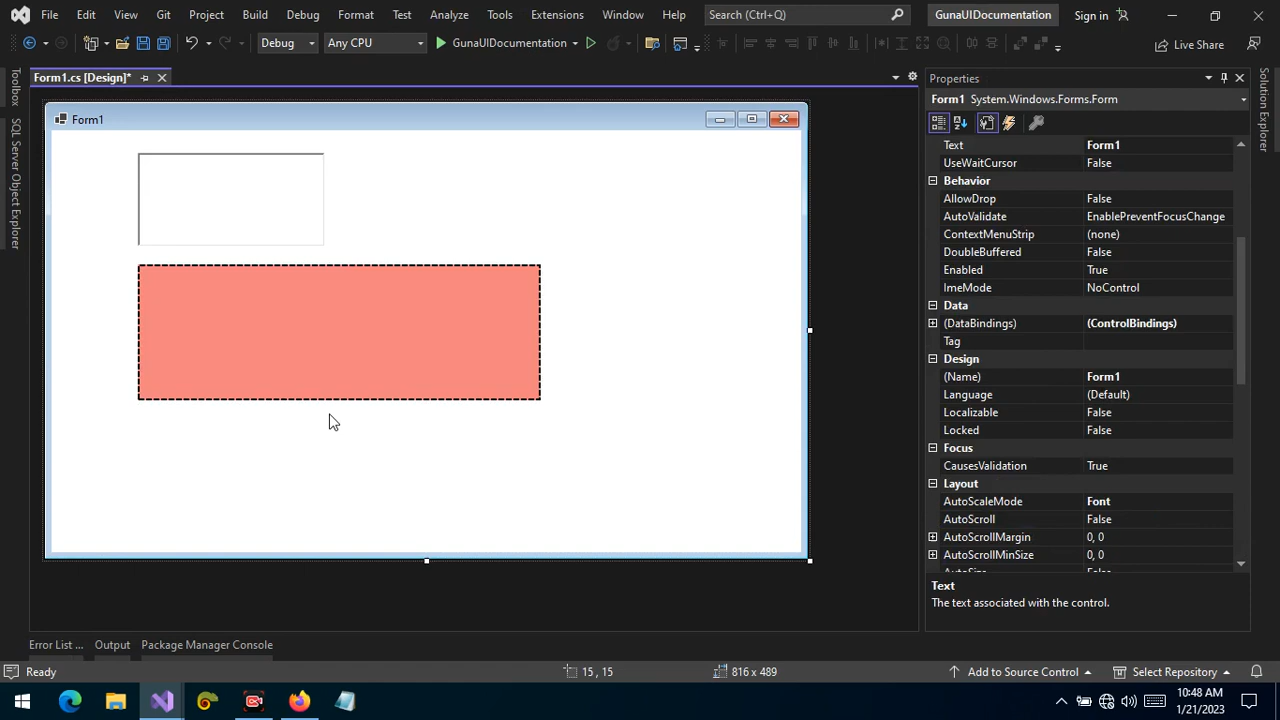 File Edit View Git Project Build Debug Format Test Analyze Tools Extensions Window Help Search (Ctrl+Q) GunaUIDocumentation Sign in
Debug Any CPU GunaUIDocumentation Live Share
Form1.cs [Design]*
Toolbox
SQL Server Object Explorer
Form1
Properties
Form1 System.Windows.Forms.Form
Text Form1
UseWaitCursor False
Behavior
AllowDrop False
AutoValidate EnablePreventFocusChange
ContextMenuStrip (none)
DoubleBuffered False
Enabled True
ImeMode NoControl
Data
(DataBindings) (ControlBindings)
Tag
Design
(Name) Form1
Language (Default)
Localizable False
Locked False
Focus
CausesValidation True
Layout
AutoScaleMode Font
AutoScroll False
AutoScrollMargin 0, 0
AutoScrollMinSize 0, 0
AutoSize False
Text
The text associated with the control.
Solution Explorer
Error List ... Output Package Manager Console
Ready 15 , 15 816 x 489 Add to Source Control Select Repository
10:48 AM
1/21/2023